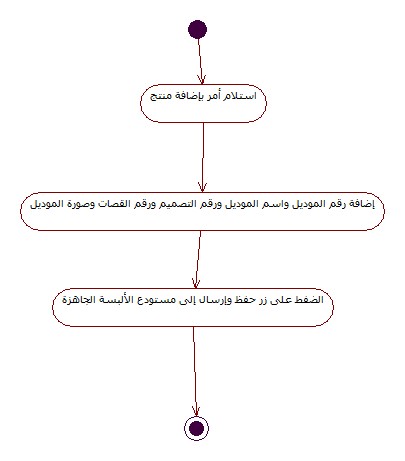 استلام أمر بإضافة منتج
إضافة رقم الموديل واسم الموديل ورقم التصميم ورقم القصات وصورة الموديل
الضغط على زر حفظ وإرسال إلى مستودع الألبسة الجاهزة